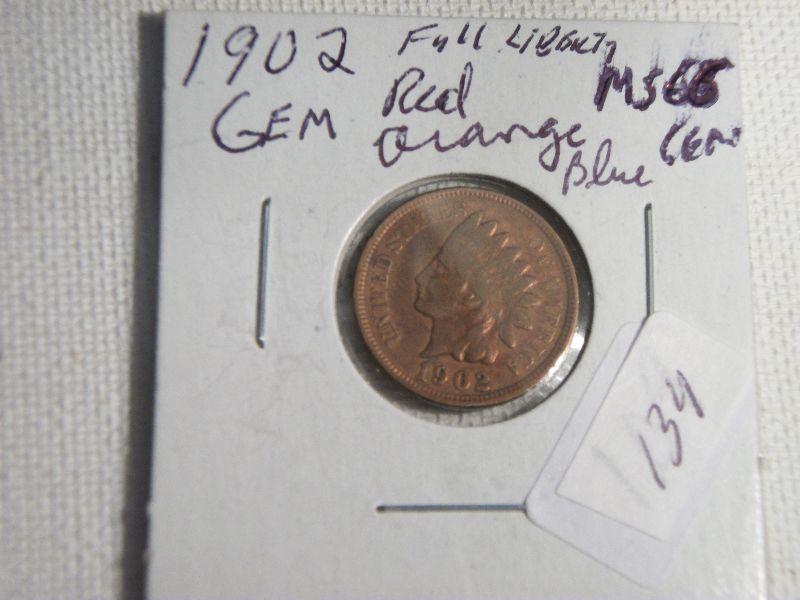 1902 Full LIBERTY
GEM Red MS66
Orange GEM
Blue
UNITED STATES OF AMERICA
1902
134